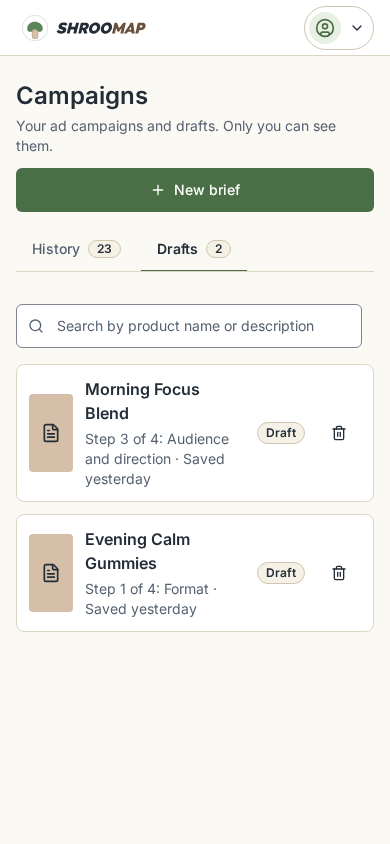 SHROOMAP
Campaigns
Your ad campaigns and drafts. Only you can see
them.
New brief
History 23
Drafts 2
Search by product name or description
Morning Focus
Blend
Step 3 of 4: Audience
and direction · Saved
yesterday
Draft
Evening Calm
Gummies
Step 1 of 4: Format ·
Saved yesterday
Draft